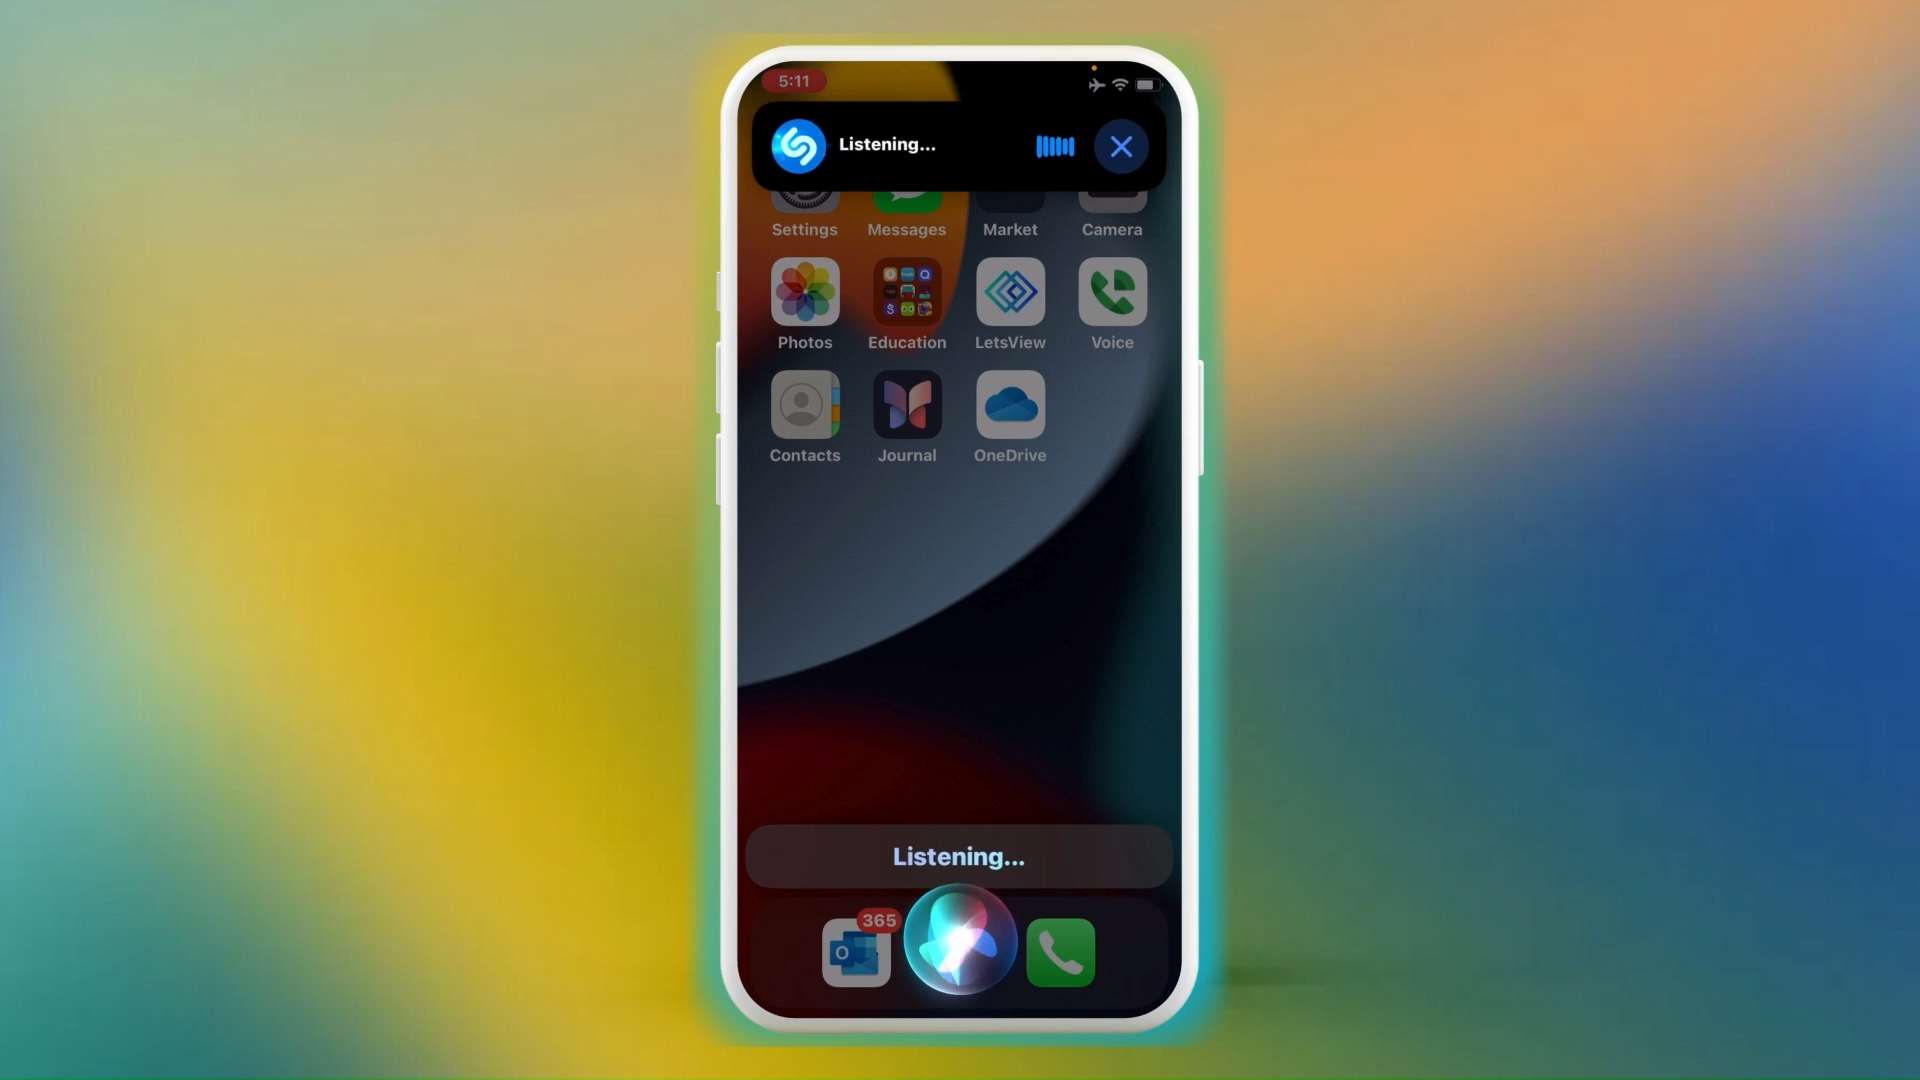 5:11
Listening...
Settings Messages Market Camera
Photos Education LetsView Voice
Contacts Journal OneDrive
Listening...
365
O